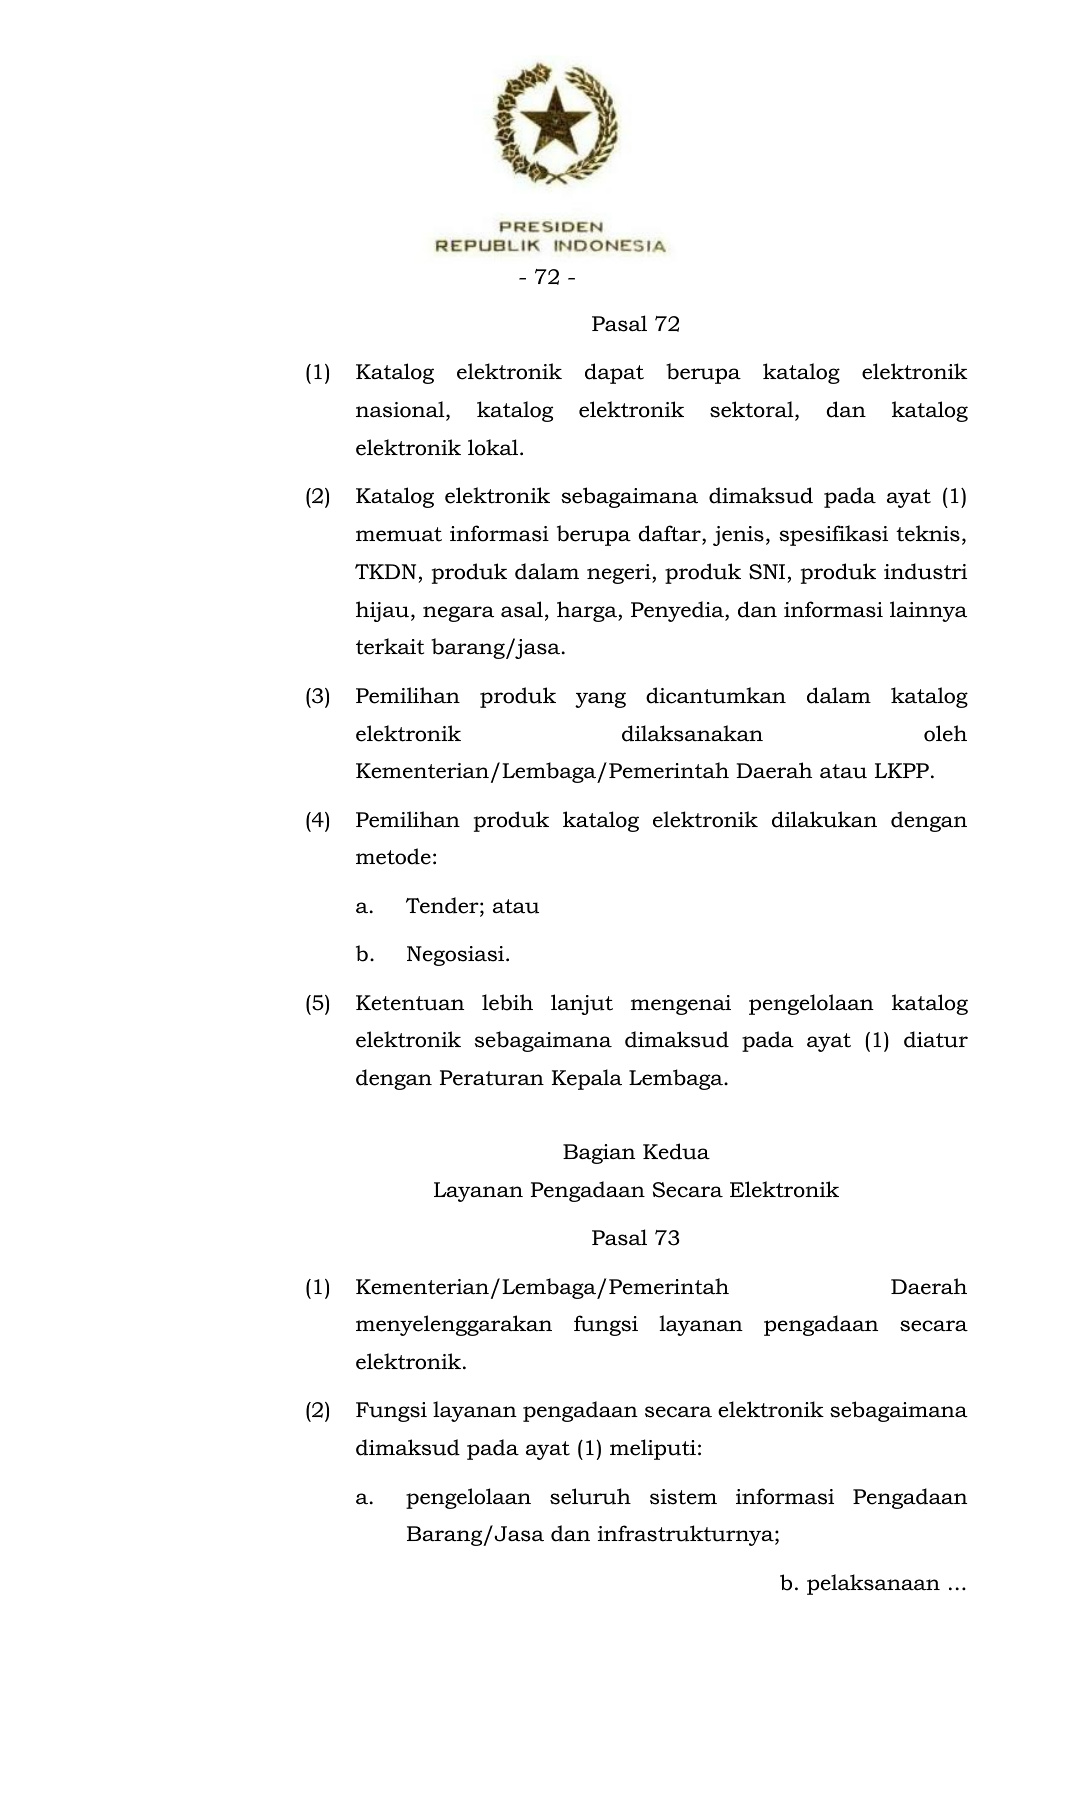 PRESIDEN
REPUBLIK INDONESIA
- 72 -
Pasal 72
(1) Katalog elektronik dapat berupa katalog elektronik
nasional, katalog elektronik sektoral, dan katalog
elektronik lokal.
(2) Katalog elektronik sebagaimana dimaksud pada ayat (1)
memuat informasi berupa daftar, jenis, spesifikasi teknis,
TKDN, produk dalam negeri, produk SNI, produk industri
hijau, negara asal, harga, Penyedia, dan informasi lainnya
terkait barang/jasa.
(3) Pemilihan produk yang dicantumkan dalam katalog
elektronik dilaksanakan oleh
Kementerian/Lembaga/Pemerintah Daerah atau LKPP.
(4) Pemilihan produk katalog elektronik dilakukan dengan
metode:
a. Tender; atau
b. Negosiasi.
(5) Ketentuan lebih lanjut mengenai pengelolaan katalog
elektronik sebagaimana dimaksud pada ayat (1) diatur
dengan Peraturan Kepala Lembaga.
Bagian Kedua
Layanan Pengadaan Secara Elektronik
Pasal 73
(1) Kementerian/Lembaga/Pemerintah Daerah
menyelenggarakan fungsi layanan pengadaan secara
elektronik.
(2) Fungsi layanan pengadaan secara elektronik sebagaimana
dimaksud pada ayat (1) meliputi:
a. pengelolaan seluruh sistem informasi Pengadaan
Barang/Jasa dan infrastrukturnya;
b. pelaksanaan ...